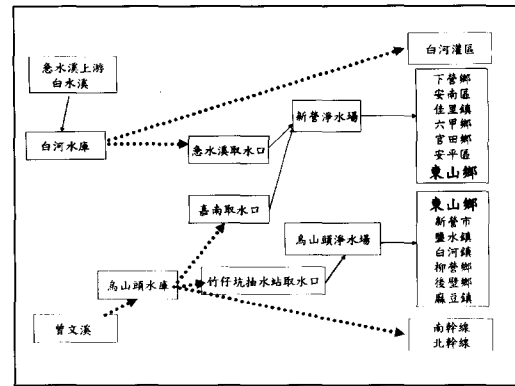 急水溪上游
白水溪
白河灌區
下營鄉
安南區
佳里鎮
六甲鄉
官田鄉
安平區
東山鄉
新營淨水場
白河水庫
急水溪取水口
嘉南取水口
東山鄉
新營市
鹽水鎮
白河鎮
柳營鄉
後壁鄉
麻豆鎮
烏山頭淨水場
烏山頭水庫
竹仔坑抽水站取水口
曾文溪
南幹線
北幹線